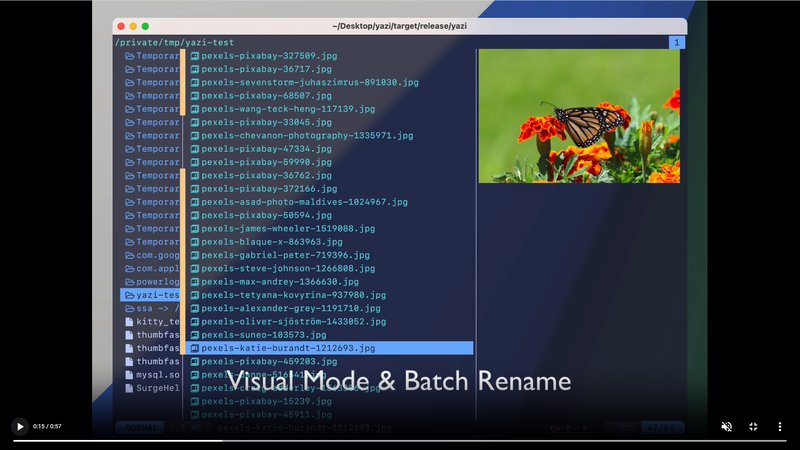 ~/Desktop/yazi/target/release/yazi
/private/tmp/yazi-test
1
Temporar pexels-pixabay-327509.jpg
Temporar pexels-pixabay-36717.jpg
Temporar pexels-sevenstorm-juhaszimrus-891030.jpg
Temporar pexels-pixabay-68507.jpg
Temporar pexels-wang-teck-heng-117139.jpg
Temporar pexels-pixabay-33045.jpg
Temporar pexels-chevanon-photography-1335971.jpg
Temporar pexels-pixabay-47334.jpg
Temporar pexels-pixabay-59990.jpg
Temporar pexels-pixabay-36762.jpg
Temporar pexels-pixabay-372166.jpg
Temporar pexels-asad-photo-maldives-1024967.jpg
Temporar pexels-pixabay-50594.jpg
Temporar pexels-james-wheeler-1519088.jpg
Temporar pexels-blaque-x-863963.jpg
com.goog pexels-gabriel-peter-719396.jpg
com.appl pexels-steve-johnson-1266808.jpg
powerlog pexels-max-andrey-1366630.jpg
yazi-tes pexels-tetyana-kovyrina-937980.jpg
ssa -> / pexels-alexander-grey-1191710.jpg
kitty_te pexels-oliver-sjöström-1433052.jpg
thumbfas pexels-suneo-103573.jpg
thumbfas pexels-katie-burandt-1212693.jpg
thumbfas pexels-pixabay-459203.jpg
mysql.so
SurgeHel
Visual Mode & Batch Rename
pexels-pixabay-15239.jpg
pexels-pixabay-45911.jpg
NORMAL pexels-katie-burandt-1212693.jpg 47/56
0:15 / 0:57